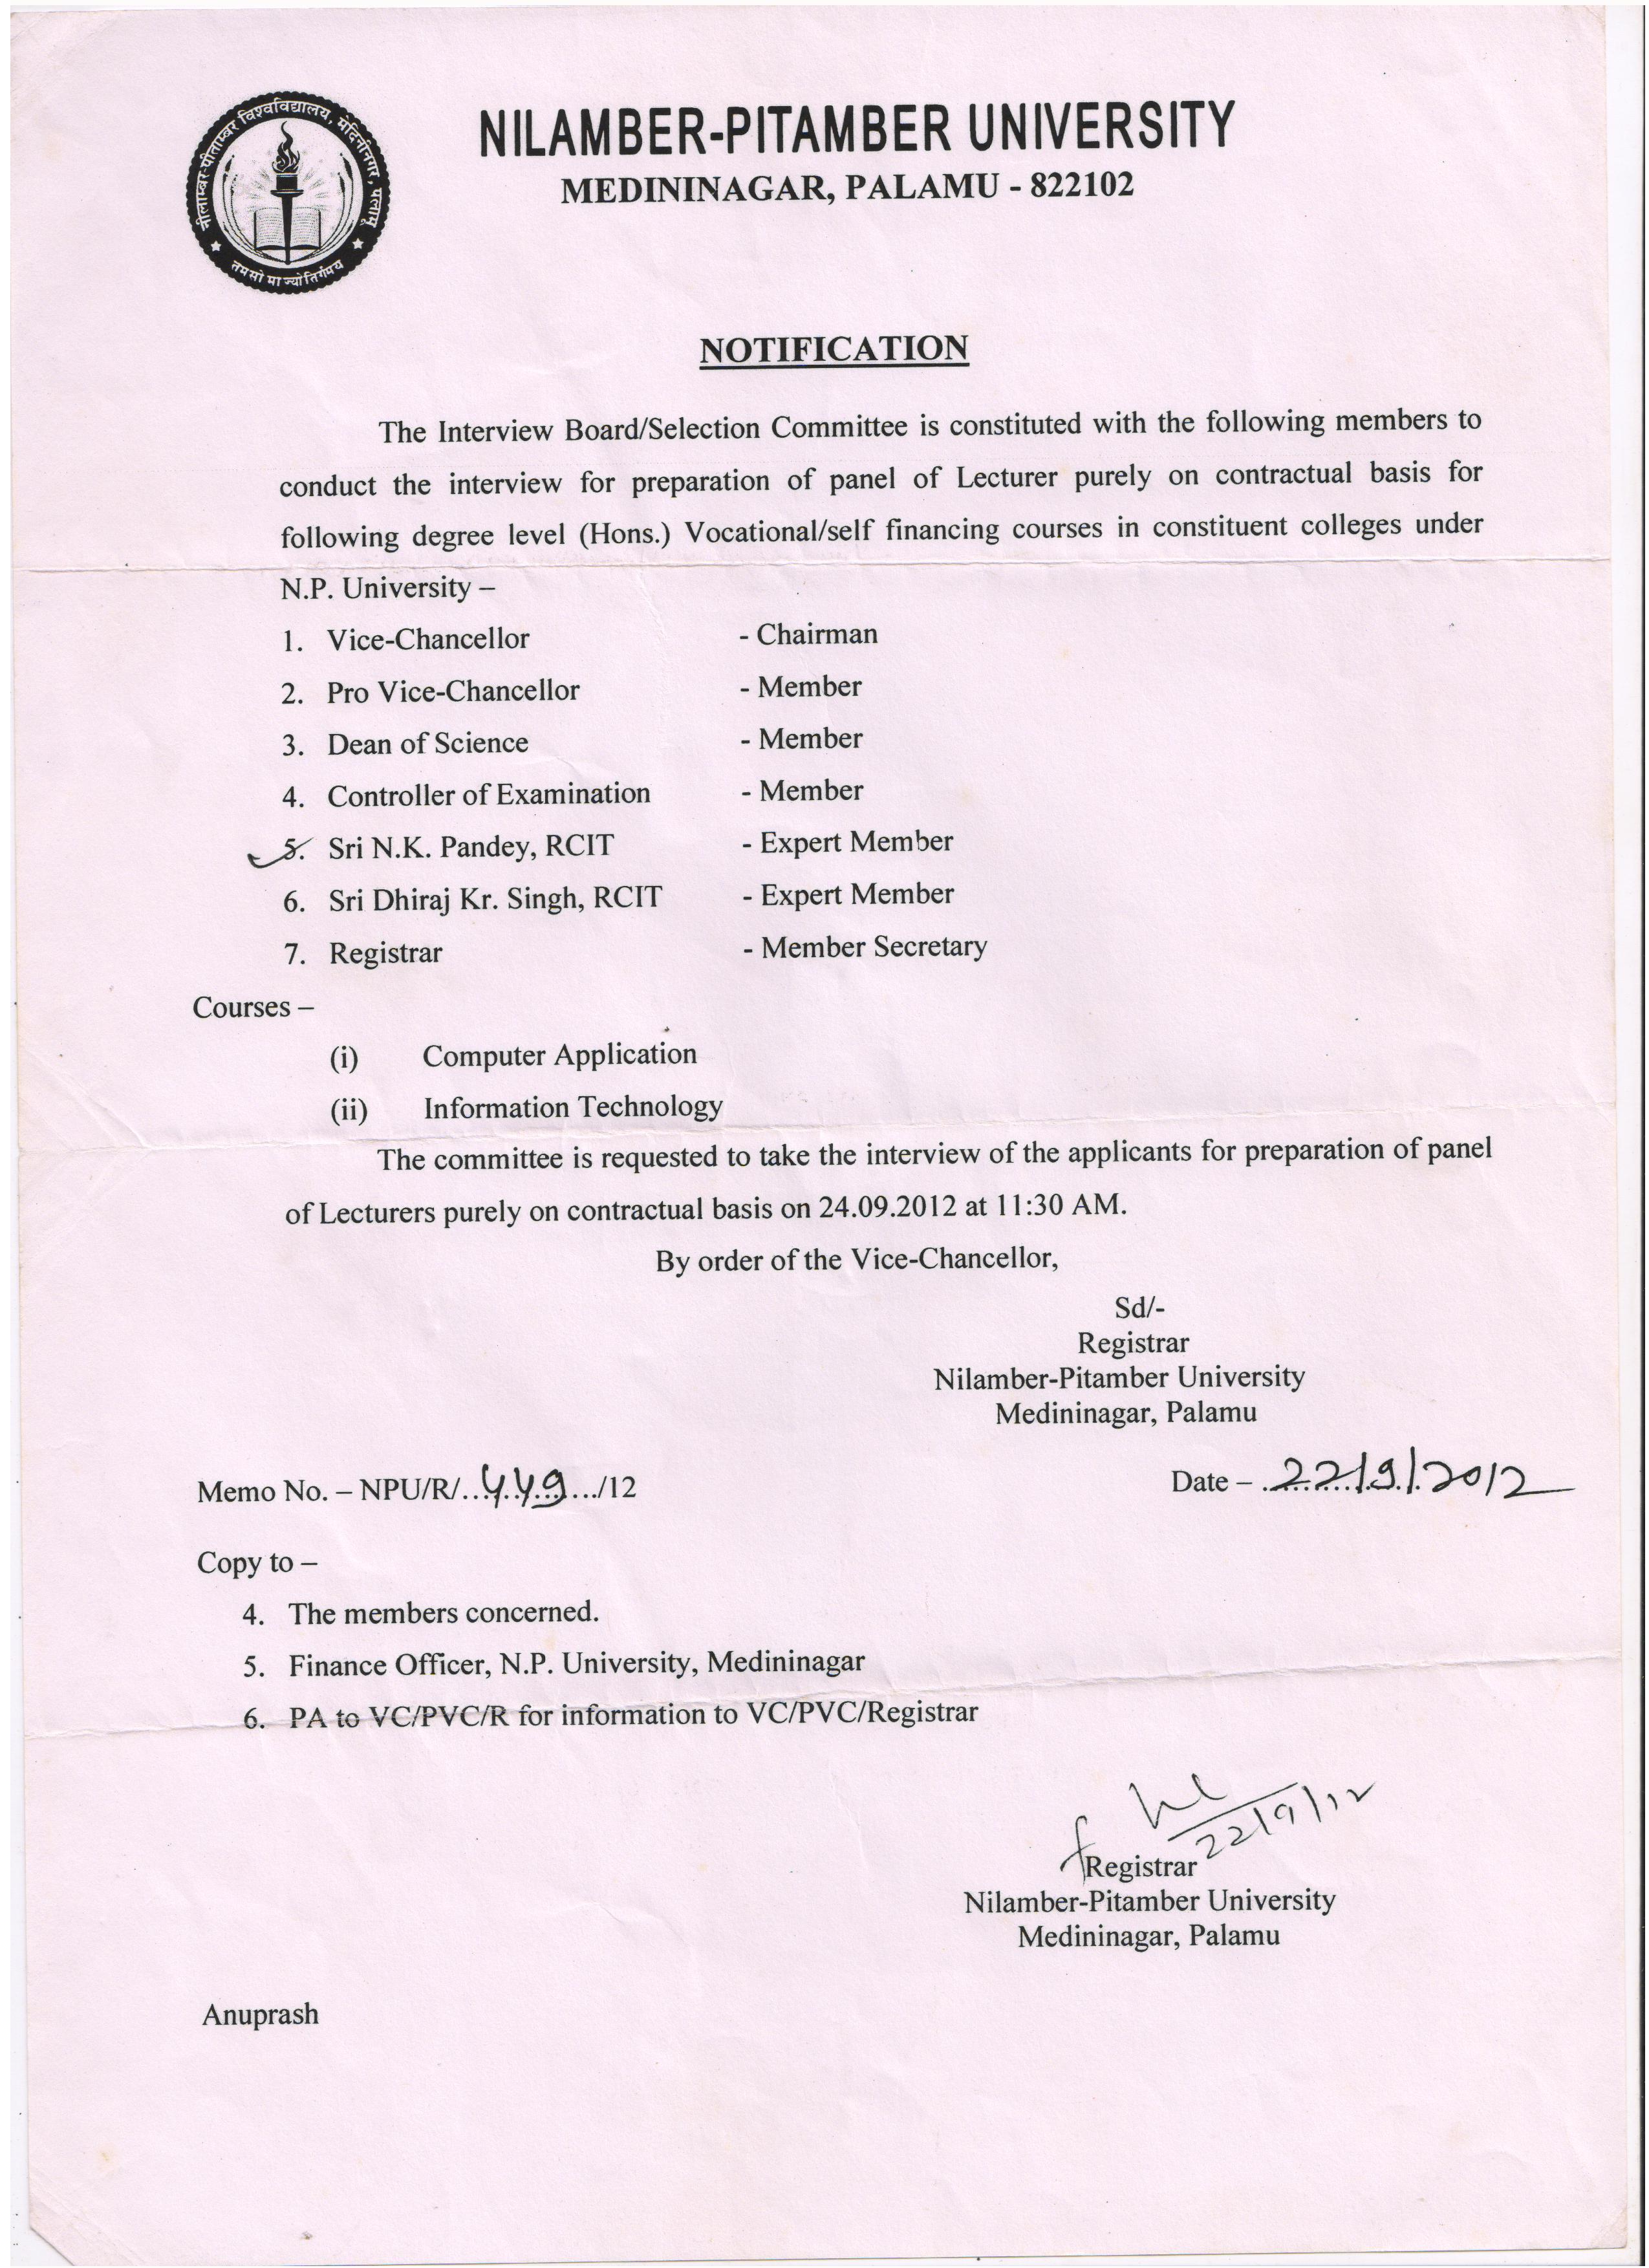 नीलाम्बर-पीताम्बर विश्वविद्यालय, मेदिनीनगर, पलामू
तमसो मा ज्योतिर्गमय
NILAMBER-PITAMBER UNIVERSITY
MEDININAGAR, PALAMU - 822102
NOTIFICATION
The Interview Board/Selection Committee is constituted with the following members to
conduct the interview for preparation of panel of Lecturer purely on contractual basis for
following degree level (Hons.) Vocational/self financing courses in constituent colleges under
N.P. University –
1. Vice-Chancellor - Chairman
2. Pro Vice-Chancellor - Member
3. Dean of Science - Member
4. Controller of Examination - Member
5. Sri N.K. Pandey, RCIT - Expert Member
6. Sri Dhiraj Kr. Singh, RCIT - Expert Member
7. Registrar - Member Secretary
Courses –
(i) Computer Application
(ii) Information Technology
The committee is requested to take the interview of the applicants for preparation of panel
of Lecturers purely on contractual basis on 24.09.2012 at 11:30 AM.
By order of the Vice-Chancellor,
Sd/-
Registrar
Nilamber-Pitamber University
Medininagar, Palamu
Memo No. – NPU/R/...449.../12 Date – 22/9/2012
Copy to –
4. The members concerned.
5. Finance Officer, N.P. University, Medininagar
6. PA to VC/PVC/R for information to VC/PVC/Registrar
22/9/12
Registrar
Nilamber-Pitamber University
Medininagar, Palamu
Anuprash